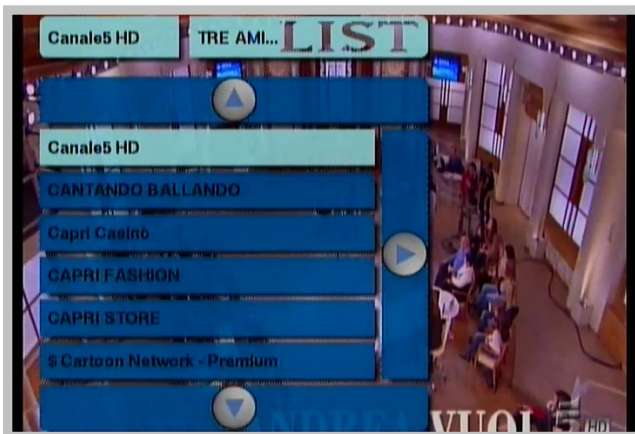 Canale5 HD
TRE AMI...
LIST
Canale5 HD
CANTANDO BALLANDO
Capri Casinò
CAPRI FASHION
CAPRI STORE
$ Cartoon Network - Premium
ANDREA VUOI
5 HD